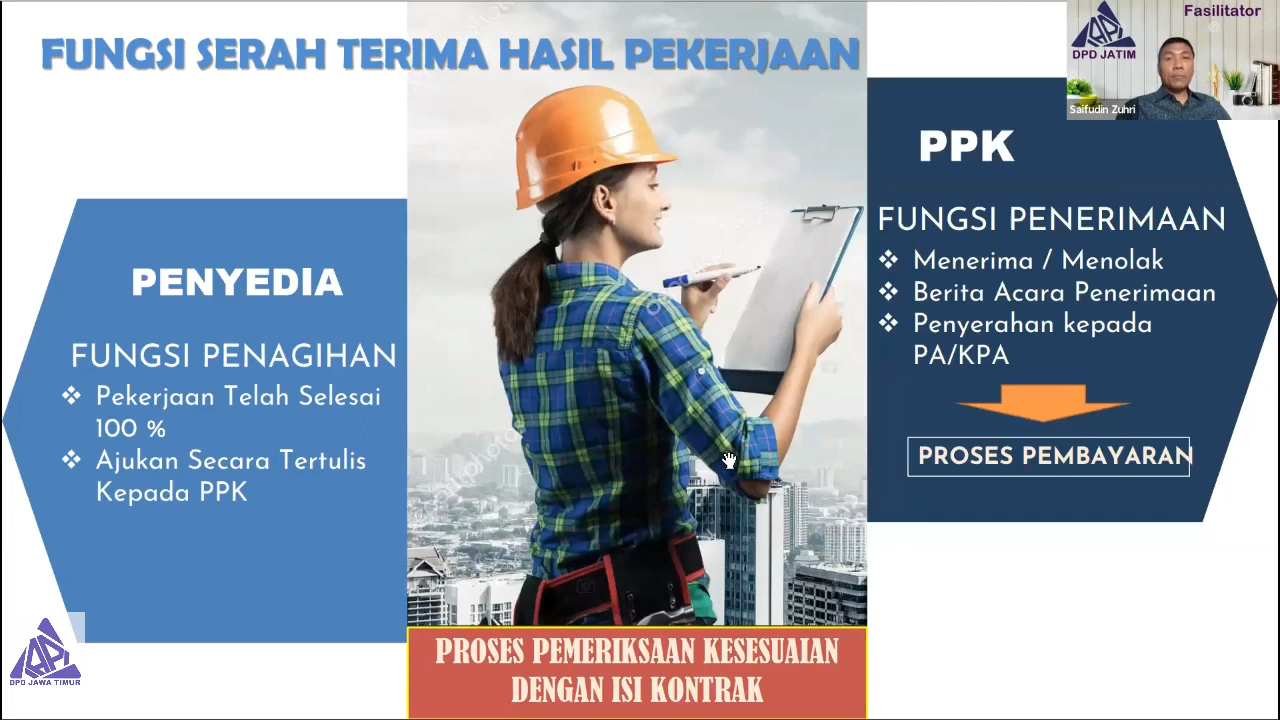 FUNGSI SERAH TERIMA HASIL PEKERJAAN
Fasilitator
DPD JATIM
Saifudin Zuhri
PENYEDIA
FUNGSI PENAGIHAN
❖ Pekerjaan Telah Selesai
100 %
❖ Ajukan Secara Tertulis
Kepada PPK
PPK
FUNGSI PENERIMAAN
❖ Menerima / Menolak
❖ Berita Acara Penerimaan
❖ Penyerahan kepada
PA/KPA
PROSES PEMBAYARAN
PROSES PEMERIKSAAN KESESUAIAN
DENGAN ISI KONTRAK
DPD JAWA TIMUR